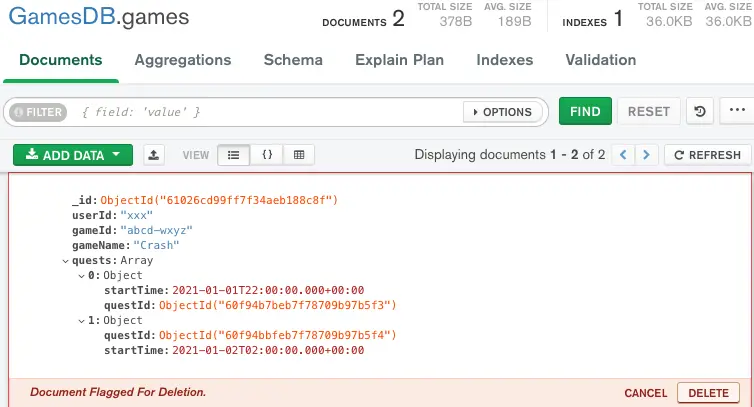 GamesDB.games
DOCUMENTS 2 TOTAL SIZE 378B AVG. SIZE 189B INDEXES 1 TOTAL SIZE 36.0KB AVG. SIZE 36.0KB
Documents Aggregations Schema Explain Plan Indexes Validation
FILTER { field: 'value' } OPTIONS FIND RESET ...
ADD DATA VIEW { } Displaying documents 1 - 2 of 2 < > REFRESH
_id: ObjectId("61026cd99ff7f34aeb188c8f")
userId: "xxx"
gameId: "abcd-wxyz"
gameName: "Crash"
quests: Array
0: Object
startTime: 2021-01-01T22:00:00.000+00:00
questId: ObjectId("60f94b7beb7f78709b97b5f3")
1: Object
questId: ObjectId("60f94bbfeb7f78709b97b5f4")
startTime: 2021-01-02T02:00:00.000+00:00
Document Flagged For Deletion. CANCEL DELETE